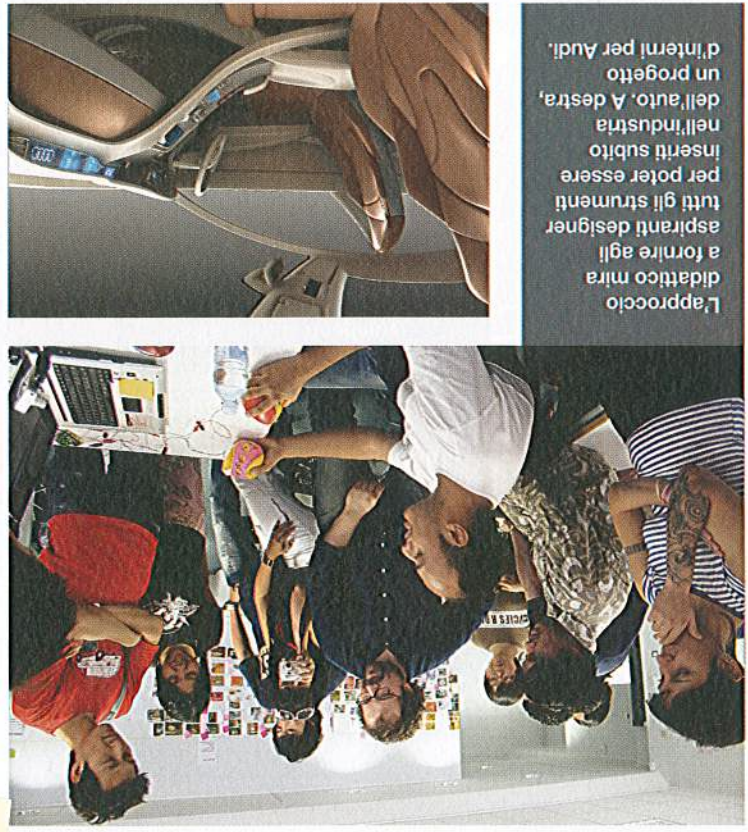 L'approccio
didattico mira
a fornire agli
aspiranti designer
tutti gli strumenti
per poter essere
inseriti subito
nell'industria
dell'auto. A destra,
un progetto
d'interni per Audi.
CYCLES R